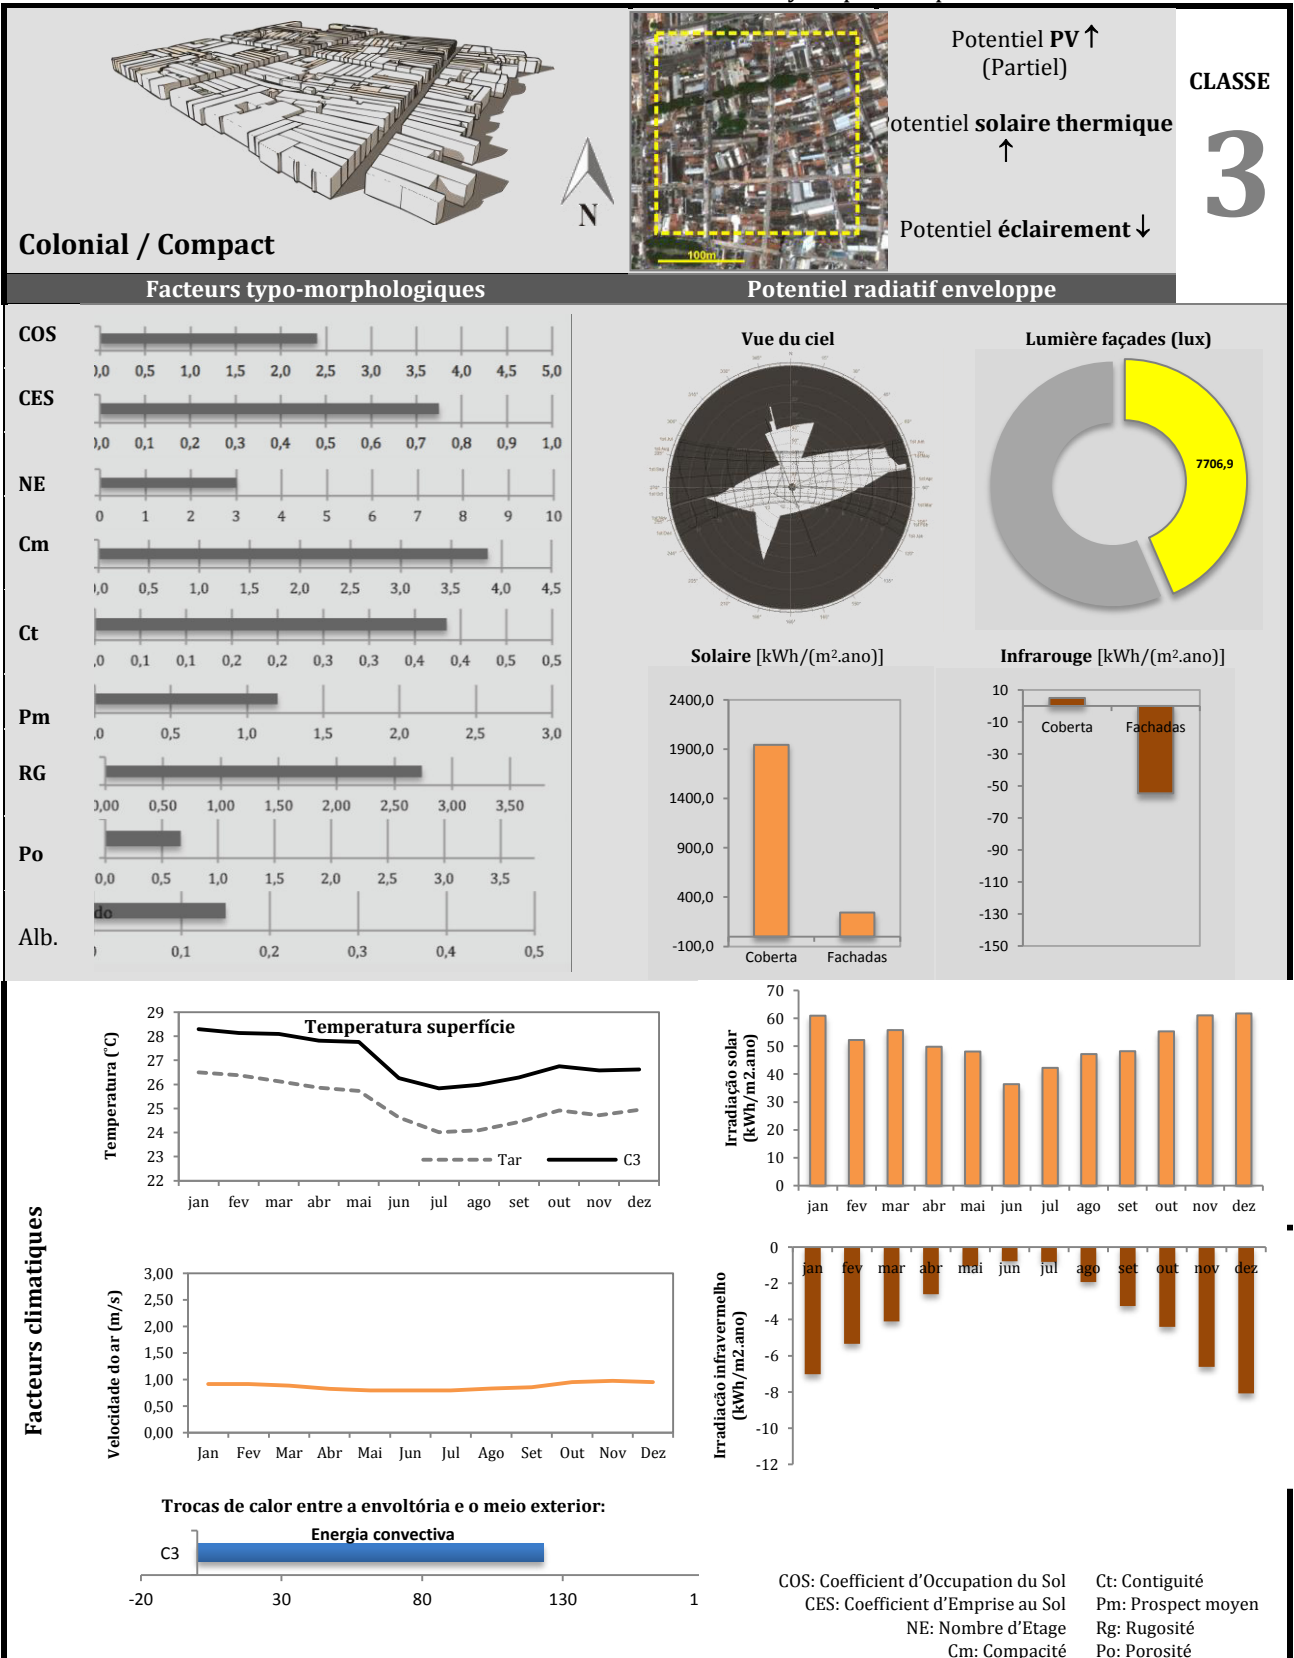 Potentiel PV ↑
(Partiel)
CLASSE
3
otentiel solaire thermique
↑
Potentiel éclairement ↓
N
100m
Colonial / Compact
Facteurs typo-morphologiques
Potentiel radiatif enveloppe
COS
0,0 0,5 1,0 1,5 2,0 2,5 3,0 3,5 4,0 4,5 5,0
CES
0,0 0,1 0,2 0,3 0,4 0,5 0,6 0,7 0,8 0,9 1,0
NE
0 1 2 3 4 5 6 7 8 9 10
Cm
0,0 0,5 1,0 1,5 2,0 2,5 3,0 3,5 4,0 4,5
Ct
,0 0,1 0,1 0,2 0,2 0,3 0,3 0,4 0,4 0,5 0,5
Pm
,0 0,5 1,0 1,5 2,0 2,5 3,0
RG
0,00 0,50 1,00 1,50 2,00 2,50 3,00 3,50
Po
0,0 0,5 1,0 1,5 2,0 2,5 3,0 3,5
do
Alb.
0,1 0,2 0,3 0,4 0,5
Vue du ciel
Lumière façades (lux)
7706,9
Solaire [kWh/(m².ano)]
2400,0
1900,0
1400,0
900,0
400,0
-100,0
Coberta Fachadas
Infrarouge [kWh/(m².ano)]
10
-10
-30
-50
-70
-90
-110
-130
-150
Coberta Fachadas
Facteurs climatiques
Temperatura superfície
Temperatura (˚C)
29
28
27
26
25
24
23
22
Tar C3
jan fev mar abr mai jun jul ago set out nov dez
Irradiação solar
(kWh/m2.ano)
70
60
50
40
30
20
10
0
jan fev mar abr mai jun jul ago set out nov dez
Velocidade do ar (m/s)
3,00
2,50
2,00
1,50
1,00
0,50
0,00
Jan Fev Mar Abr Mai Jun Jul Ago Set Out Nov Dez
Irradiação infravermelho
(kWh/m2.ano)
0
-2
-4
-6
-8
-10
-12
jan fev mar abr mai jun jul ago set out nov dez
Trocas de calor entre a envoltória e o meio exterior:
Energia convectiva
C3
-20 30 80 130 1
COS: Coefficient d'Occupation du Sol Ct: Contiguité
CES: Coefficient d'Emprise au Sol Pm: Prospect moyen
NE: Nombre d'Etage Rg: Rugosité
Cm: Compacité Po: Porosité